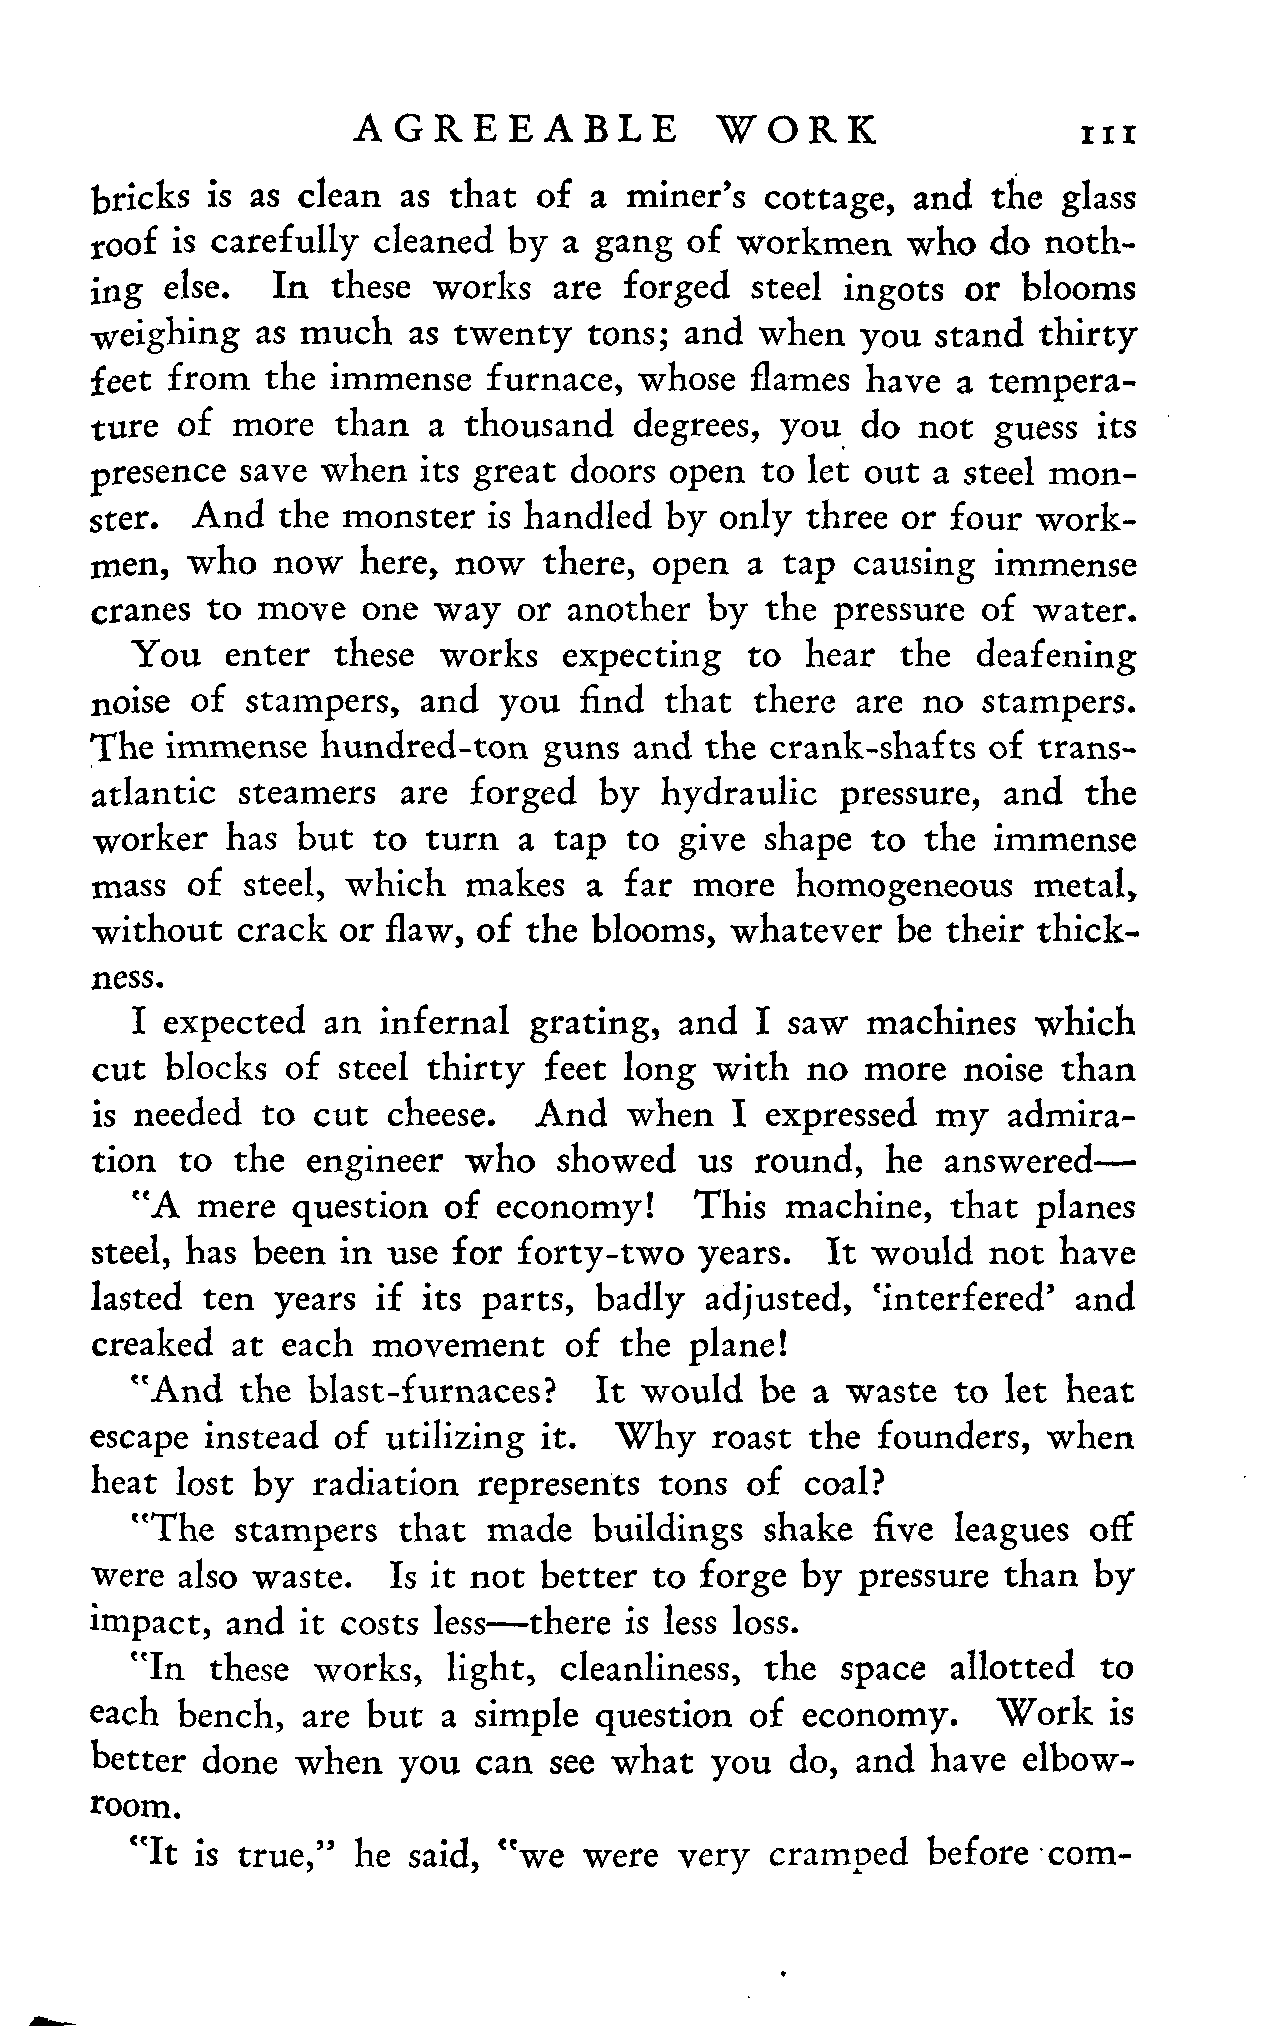 AGREEABLE WORK 111
bricks is as clean as that of a miner's cottage, and the glass
roof is carefully cleaned by a gang of workmen who do noth-
ing else. In these works are forged steel ingots or blooms
weighing as much as twenty tons; and when you stand thirty
feet from the immense furnace, whose flames have a tempera-
ture of more than a thousand degrees, you do not guess its
presence save when its great doors open to let out a steel mon-
ster. And the monster is handled by only three or four work-
men, who now here, now there, open a tap causing immense
cranes to move one way or another by the pressure of water.
You enter these works expecting to hear the deafening
noise of stampers, and you find that there are no stampers.
The immense hundred-ton guns and the crank-shafts of trans-
atlantic steamers are forged by hydraulic pressure, and the
worker has but to turn a tap to give shape to the immense
mass of steel, which makes a far more homogeneous metal,
without crack or flaw, of the blooms, whatever be their thick-
ness.
I expected an infernal grating, and I saw machines which
cut blocks of steel thirty feet long with no more noise than
is needed to cut cheese. And when I expressed my admira-
tion to the engineer who showed us round, he answered—
"A mere question of economy! This machine, that planes
steel, has been in use for forty-two years. It would not have
lasted ten years if its parts, badly adjusted, 'interfered' and
creaked at each movement of the plane!
"And the blast-furnaces? It would be a waste to let heat
escape instead of utilizing it. Why roast the founders, when
heat lost by radiation represents tons of coal?
"The stampers that made buildings shake five leagues off
were also waste. Is it not better to forge by pressure than by
impact, and it costs less—there is less loss.
"In these works, light, cleanliness, the space allotted to
each bench, are but a simple question of economy. Work is
better done when you can see what you do, and have elbow-
room.
"It is true," he said, "we were very cramped before com-